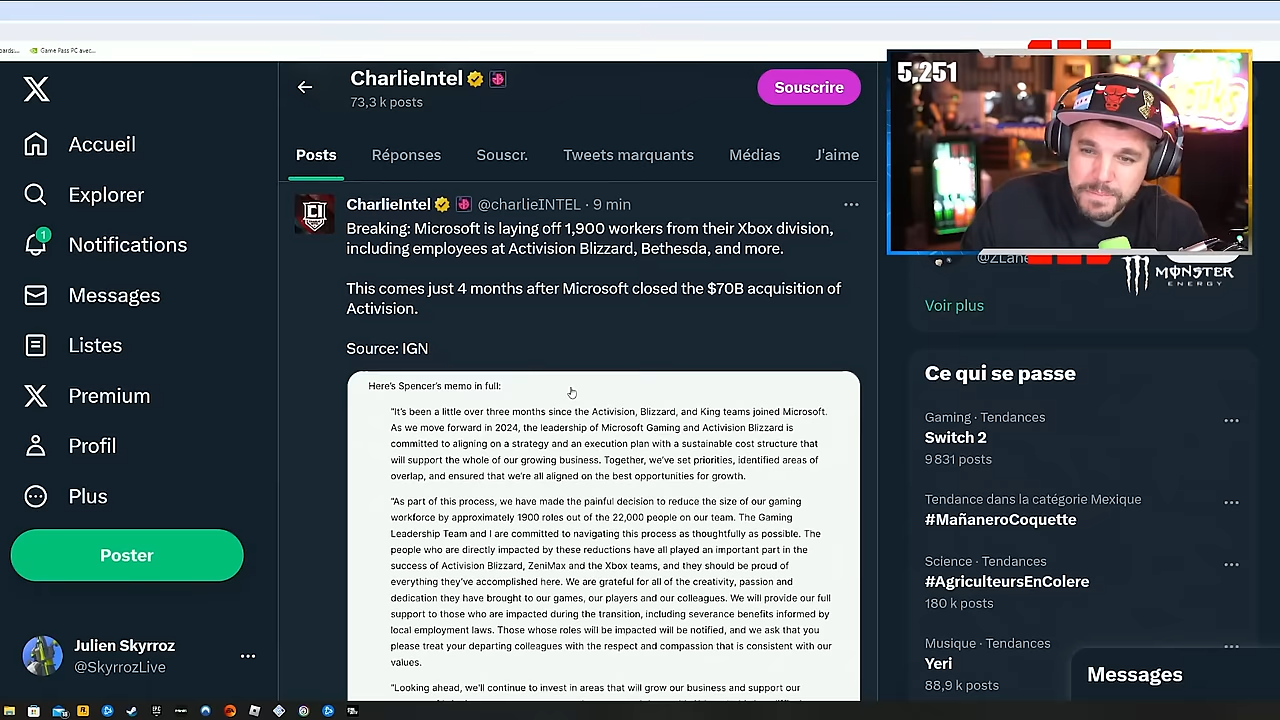 Game Pass PC avec...
CharlieIntel
73,3 k posts
Souscrire
Posts
Réponses
Souscr.
Tweets marquants
Médias
J'aime
Accueil
Explorer
1
Notifications
Messages
Listes
Premium
Profil
Plus
Poster
Julien Skyrroz
@SkyrrozLive
CharlieIntel @charlieINTEL · 9 min
Breaking: Microsoft is laying off 1,900 workers from their Xbox division,
including employees at Activision Blizzard, Bethesda, and more.
This comes just 4 months after Microsoft closed the $70B acquisition of
Activision.
Source: IGN
Here's Spencer's memo in full:
"It's been a little over three months since the Activision, Blizzard, and King teams joined Microsoft.
As we move forward in 2024, the leadership of Microsoft Gaming and Activision Blizzard is
committed to aligning on a strategy and an execution plan with a sustainable cost structure that
will support the whole of our growing business. Together, we've set priorities, identified areas of
overlap, and ensured that we're all aligned on the best opportunities for growth.
"As part of this process, we have made the painful decision to reduce the size of our gaming
workforce by approximately 1900 roles out of the 22,000 people on our team. The Gaming
Leadership Team and I are committed to navigating this process as thoughtfully as possible. The
people who are directly impacted by these reductions have all played an important part in the
success of Activision Blizzard, ZeniMax and the Xbox teams, and they should be proud of
everything they've accomplished here. We are grateful for all of the creativity, passion and
dedication they have brought to our games, our players and our colleagues. We will provide our full
support to those who are impacted during the transition, including severance benefits informed by
local employment laws. Those whose roles will be impacted will be notified, and we ask that you
please treat your departing colleagues with the respect and compassion that is consistent with our
values.
"Looking ahead, we'll continue to invest in areas that will grow our business and support our
5,251
MONSTER
ENERGY
Voir plus
Ce qui se passe
Gaming · Tendances
Switch 2
9 831 posts
Tendance dans la catégorie Mexique
#MañaneroCoquette
Science · Tendances
#AgriculteursEnColere
180 k posts
Musique · Tendances
Yeri
88,9 k posts
Messages